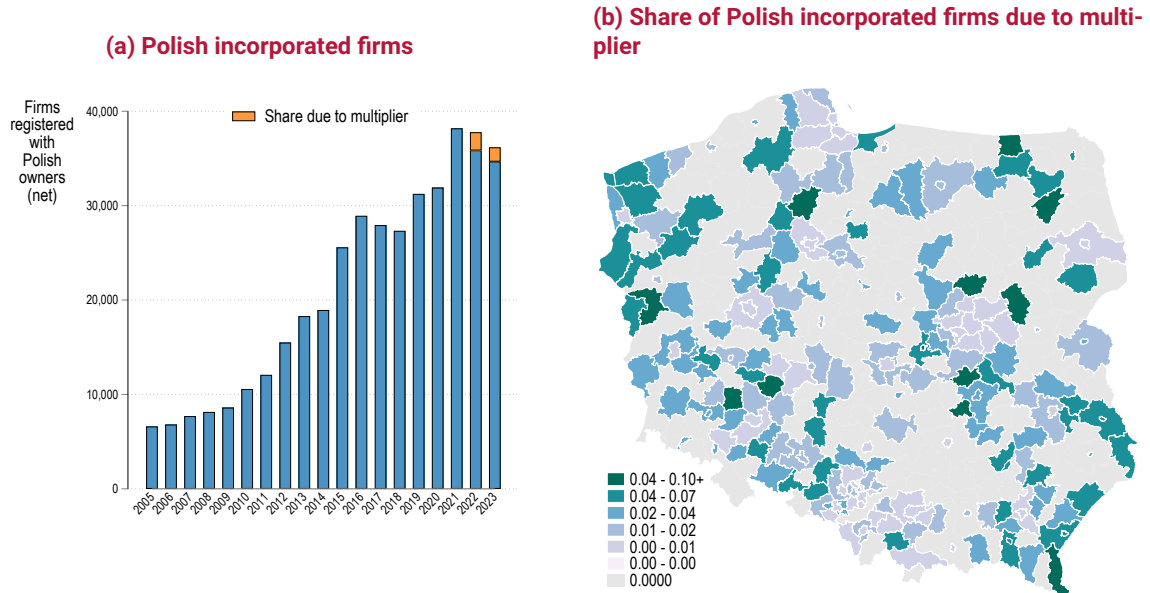 (a) Polish incorporated firms
Firms
registered
with
Polish
owners
(net)
40,000
30,000
20,000
10,000
0
Share due to multiplier
2005
2006
2007
2008
2009
2010
2011
2012
2013
2014
2015
2016
2017
2018
2019
2020
2021
2022
2023
(b) Share of Polish incorporated firms due to multi-
plier
0.04 - 0.10+
0.04 - 0.07
0.02 - 0.04
0.01 - 0.02
0.00 - 0.01
0.00 - 0.00
0.0000